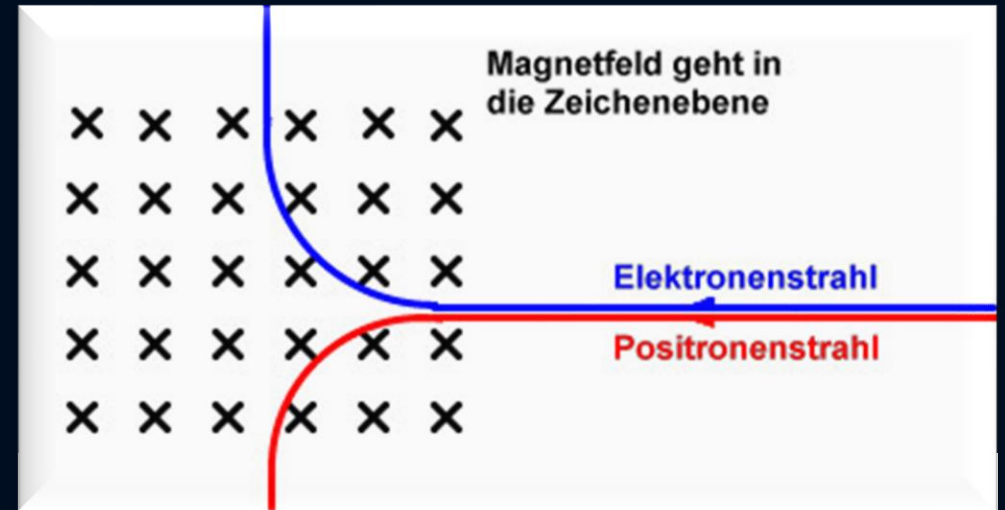 Magnetfeld geht in
die Zeichenebene
Elektronenstrahl
Positronenstrahl